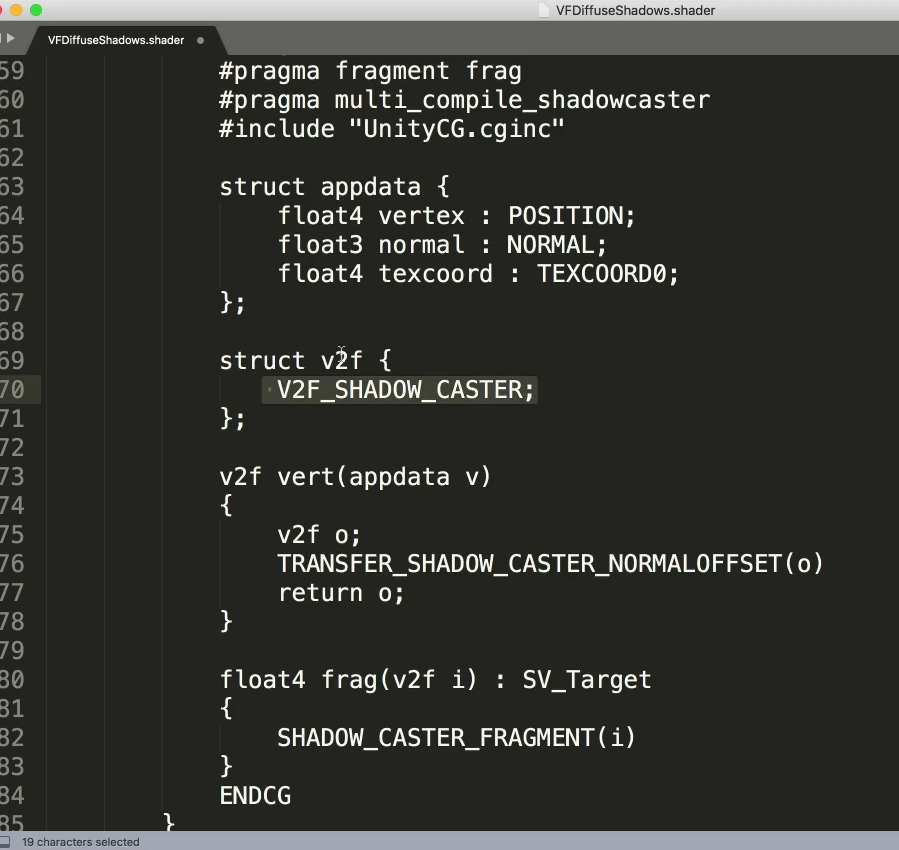 VFDiffuseShadows.shader
VFDiffuseShadows.shader
59 #pragma fragment frag
60 #pragma multi_compile_shadowcaster
61 #include "UnityCG.cginc"
62
63 struct appdata {
64 float4 vertex : POSITION;
65 float3 normal : NORMAL;
66 float4 texcoord : TEXCOORD0;
67 };
68
69 struct v2f {
70 V2F_SHADOW_CASTER;
71 };
72
73 v2f vert(appdata v)
74 {
75 v2f o;
76 TRANSFER_SHADOW_CASTER_NORMALOFFSET(o)
77 return o;
78 }
79
80 float4 frag(v2f i) : SV_Target
81 {
82 SHADOW_CASTER_FRAGMENT(i)
83 }
84 ENDCG
85 }
19 characters selected